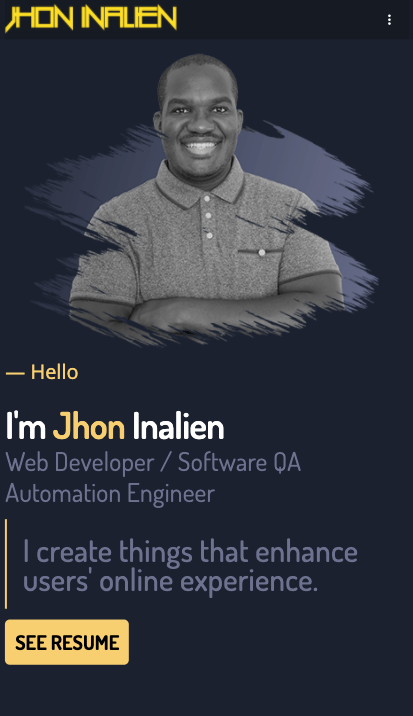 JHON INALIEN
— Hello
I'm Jhon Inalien
Web Developer / Software QA
Automation Engineer
I create things that enhance
users' online experience.
SEE RESUME